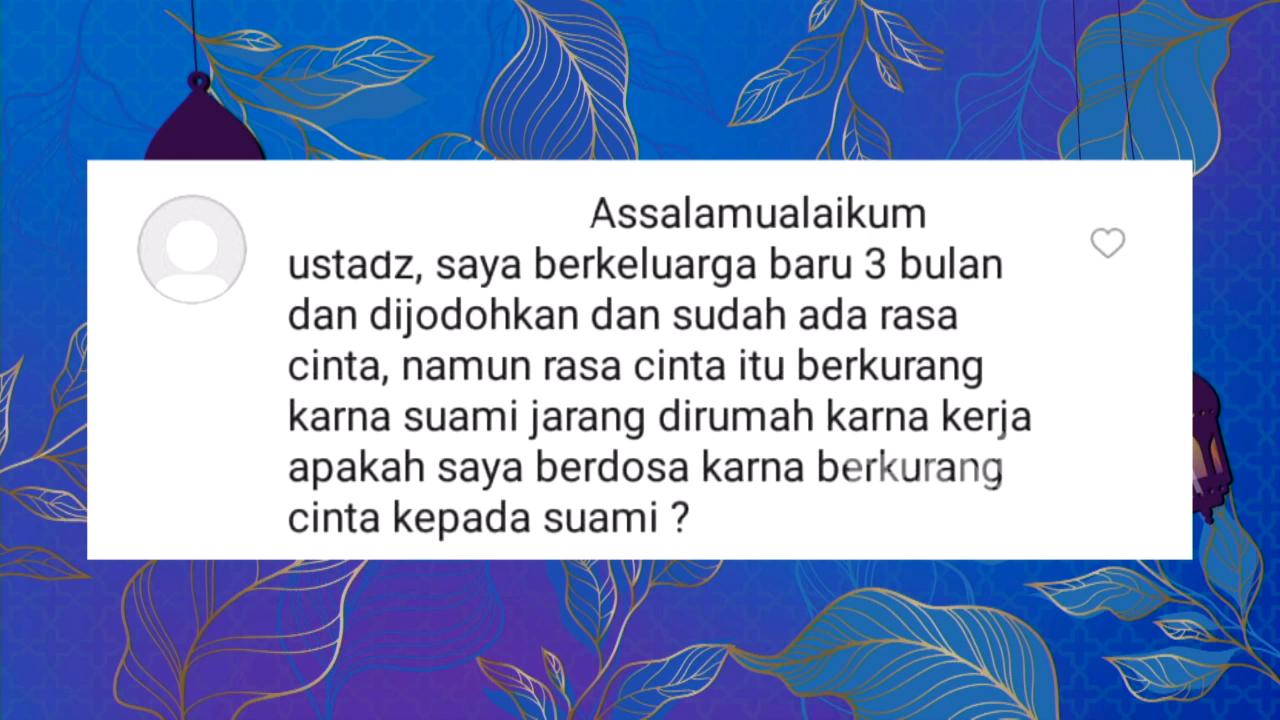 Assalamualaikum
ustadz, saya berkeluarga baru 3 bulan
dan dijodohkan dan sudah ada rasa
cinta, namun rasa cinta itu berkurang
karna suami jarang dirumah karna kerja
apakah saya berdosa karna berkurang
cinta kepada suami ?